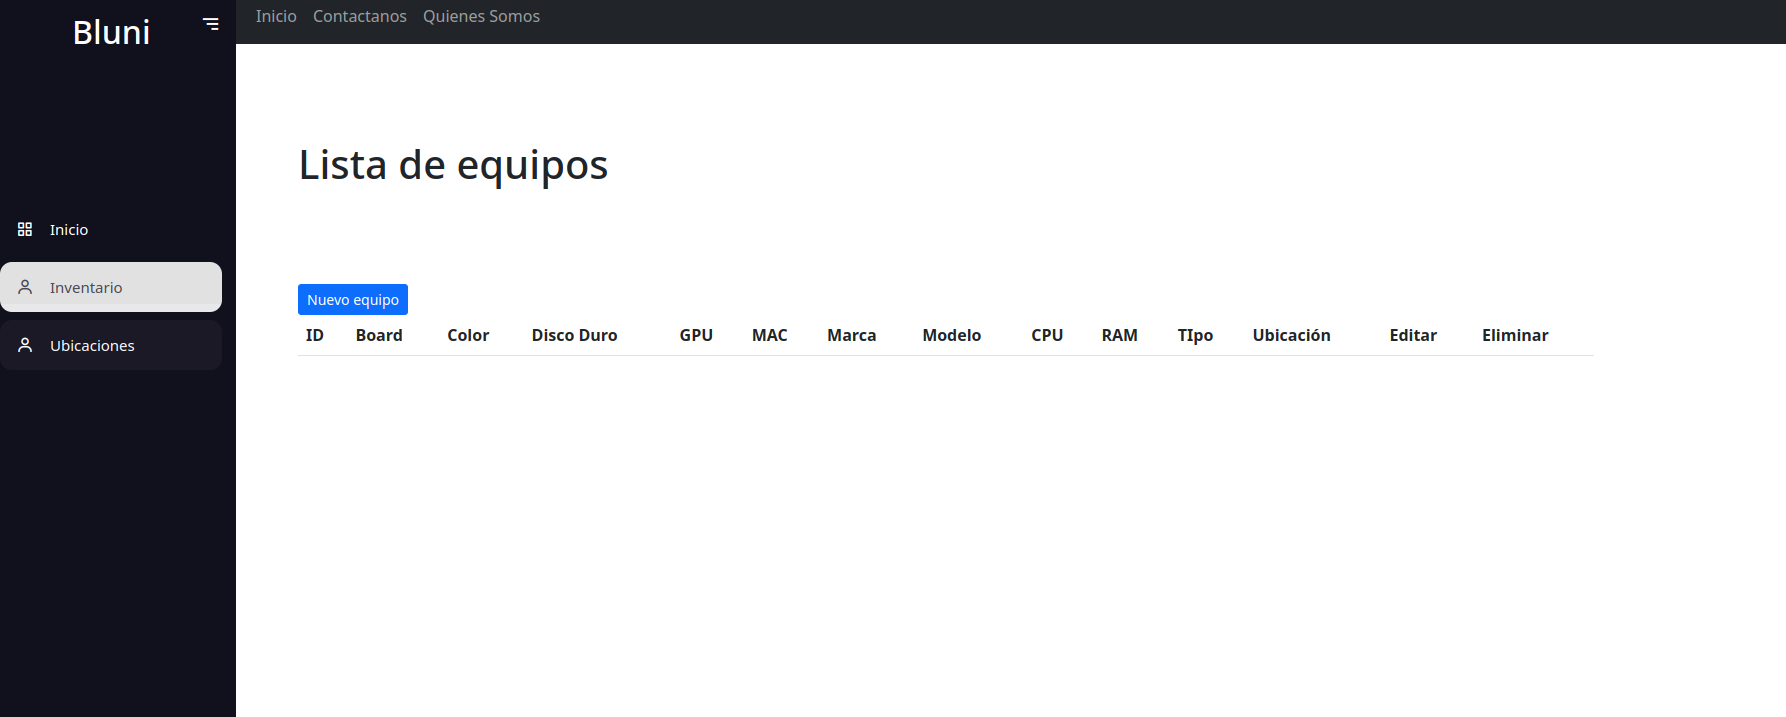 Bluni
Inicio Contactanos Quienes Somos
Inicio
Inventario
Ubicaciones
Lista de equipos
Nuevo equipo
ID Board Color Disco Duro GPU MAC Marca Modelo CPU RAM TIpo Ubicación Editar Eliminar